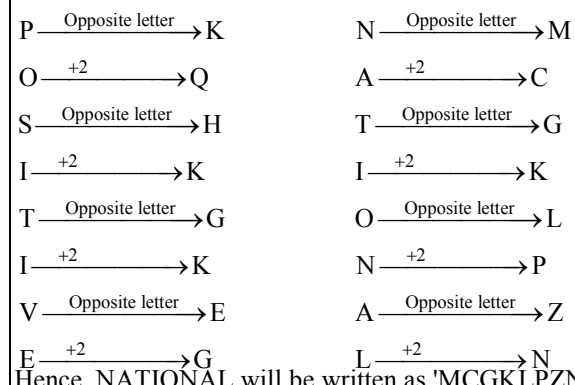 P Opposite letter → K N Opposite letter → M
O +2 → Q A +2 → C
S Opposite letter → H T Opposite letter → G
I +2 → K I +2 → K
T Opposite letter → G O Opposite letter → L
I +2 → K N +2 → P
V Opposite letter → E A Opposite letter → Z
E +2 → G L +2 → N
Hence, NATIONAL will be written as 'MCGKLPZN